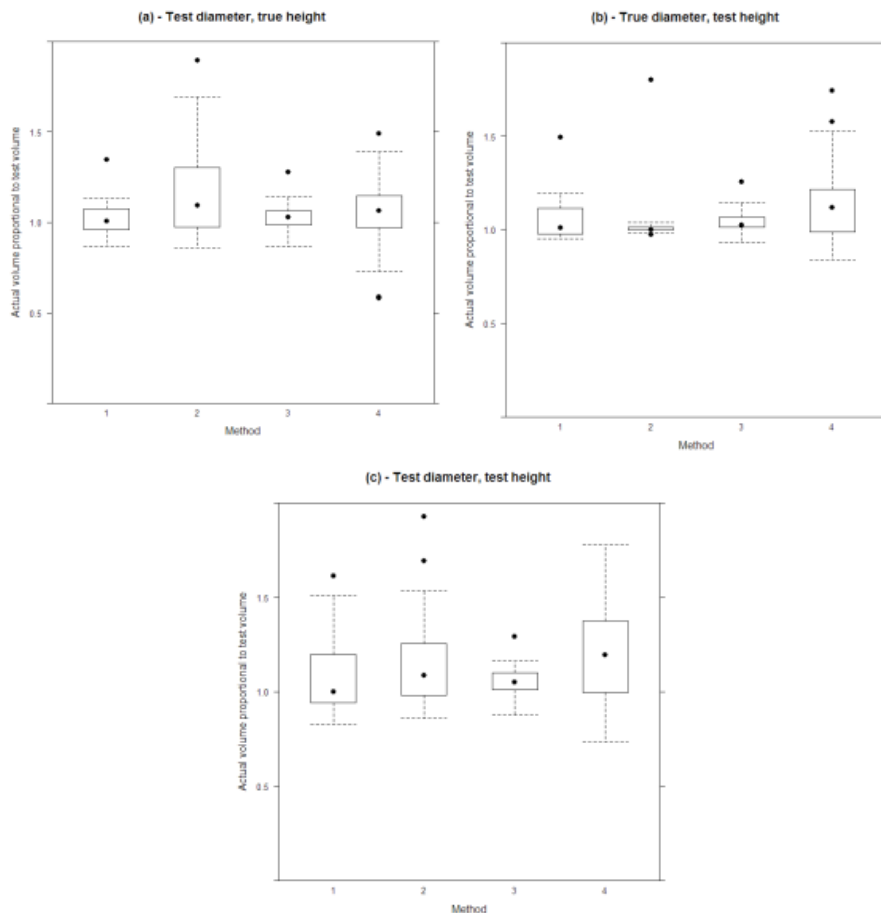 (a) - Test diameter, true height
Actual volume proportional to test volume
1.5
1.0
0.5
1 2 3 4
Method
(b) - True diameter, test height
Actual volume proportional to test volume
1.5
1.0
0.5
1 2 3 4
Method
(c) - Test diameter, test height
Actual volume proportional to test volume
1.5
1.0
0.5
1 2 3 4
Method